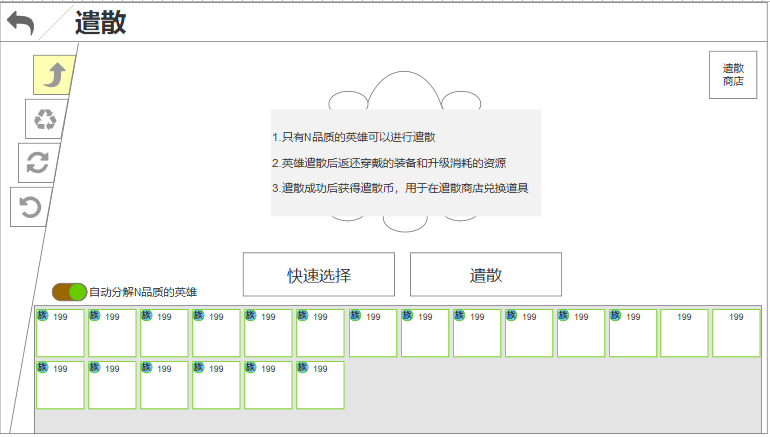 遣散
遣散
商店
1.只有N品质的英雄可以进行遣散
2.英雄遣散后返还穿戴的装备和升级消耗的资源
3.遣散成功后获得遣散币，用于在遣散商店兑换道具
快速选择
遣散
自动分解N品质的英雄
族 199 族 199 族 199 族 199 族 199 族 199 族 199 族 199 族 199 族 199 族 199 族 199 199 199
族 199 族 199 族 199 族 199 族 199 族 199